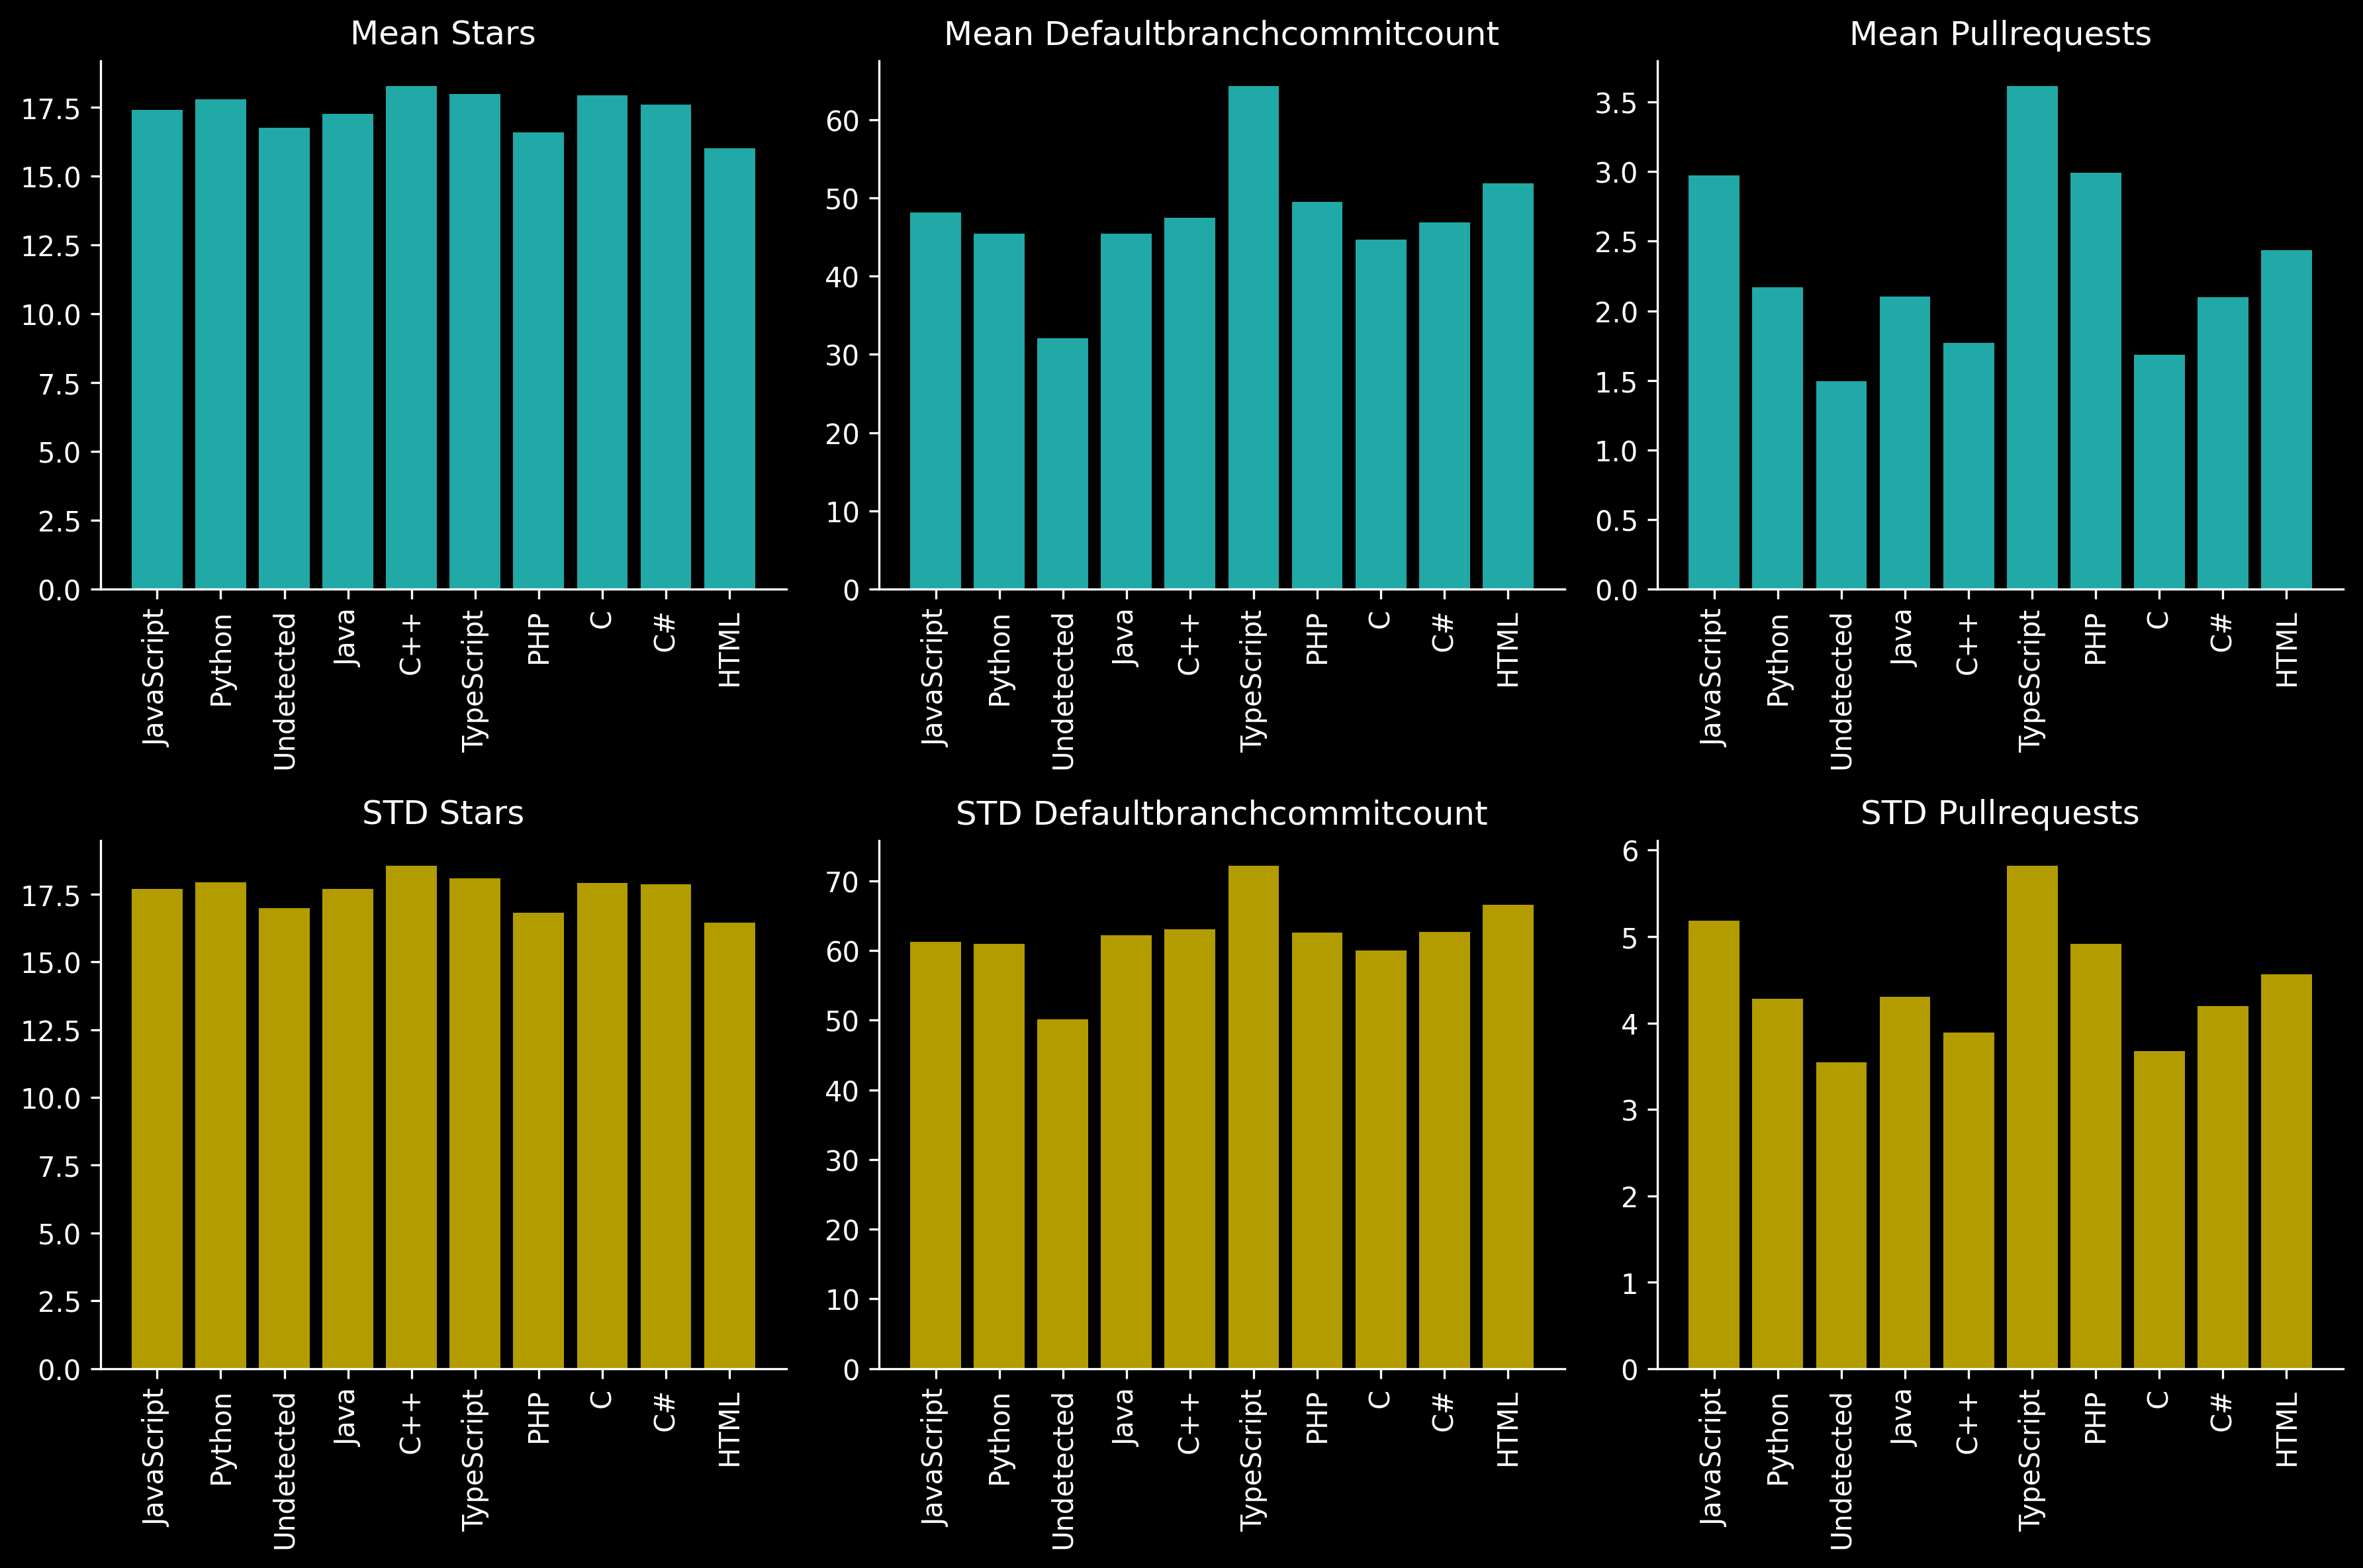 Mean Stars
17.5
15.0
12.5
10.0
7.5
5.0
2.5
0.0
JavaScript
Python
Undetected
Java
C++
TypeScript
PHP
C
C#
HTML
Mean Defaultbranchcommitcount
60
50
40
30
20
10
0
JavaScript
Python
Undetected
Java
C++
TypeScript
PHP
C
C#
HTML
Mean Pullrequests
3.5
3.0
2.5
2.0
1.5
1.0
0.5
0.0
JavaScript
Python
Undetected
Java
C++
TypeScript
PHP
C
C#
HTML
STD Stars
17.5
15.0
12.5
10.0
7.5
5.0
2.5
0.0
JavaScript
Python
Undetected
Java
C++
TypeScript
PHP
C
C#
HTML
STD Defaultbranchcommitcount
70
60
50
40
30
20
10
0
JavaScript
Python
Undetected
Java
C++
TypeScript
PHP
C
C#
HTML
STD Pullrequests
6
5
4
3
2
1
0
JavaScript
Python
Undetected
Java
C++
TypeScript
PHP
C
C#
HTML